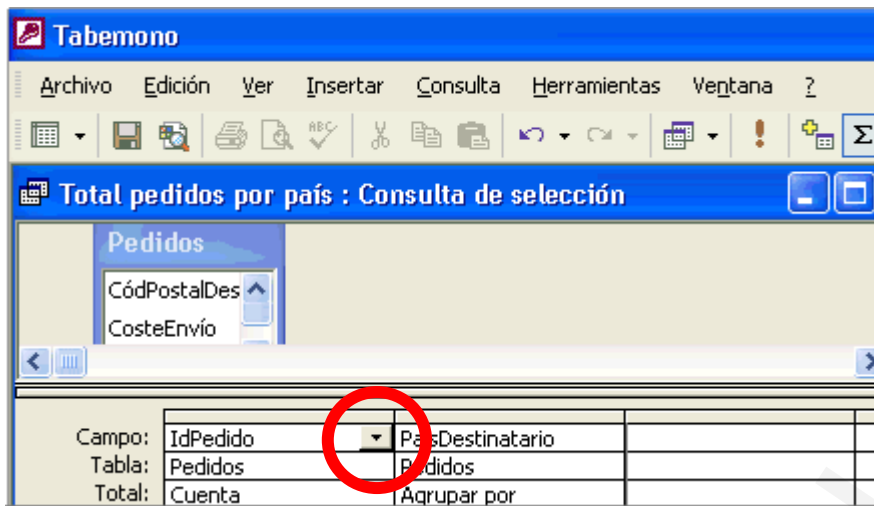 Tabemono
Archivo Edición Ver Insertar Consulta Herramientas Ventana ?
ABC Σ
Total pedidos por país : Consulta de selección
Pedidos
CódPostalDes
CosteEnvío
Campo: IdPedido PaísDestinatario
Tabla: Pedidos Pedidos
Total: Cuenta Agrupar por